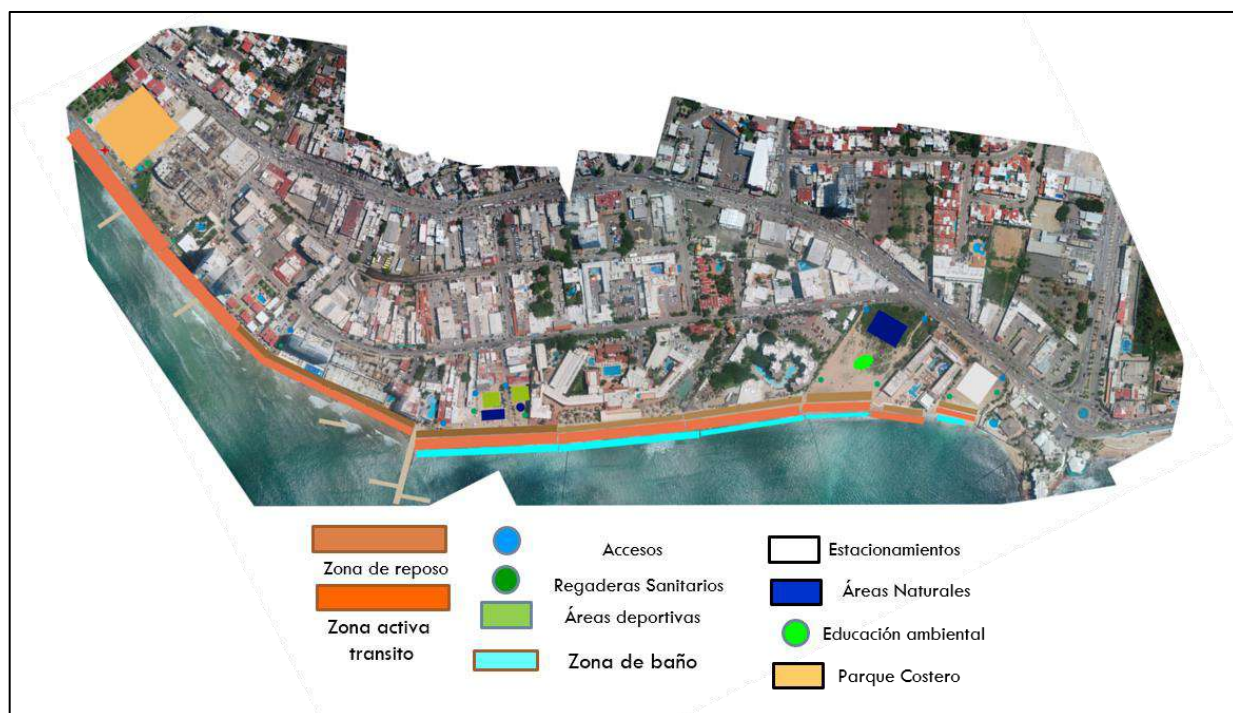 Zona de reposo
Zona activa
transito
Accesos
Regaderas Sanitarios
Áreas deportivas
Zona de baño
Estacionamientos
Áreas Naturales
Educación ambiental
Parque Costero